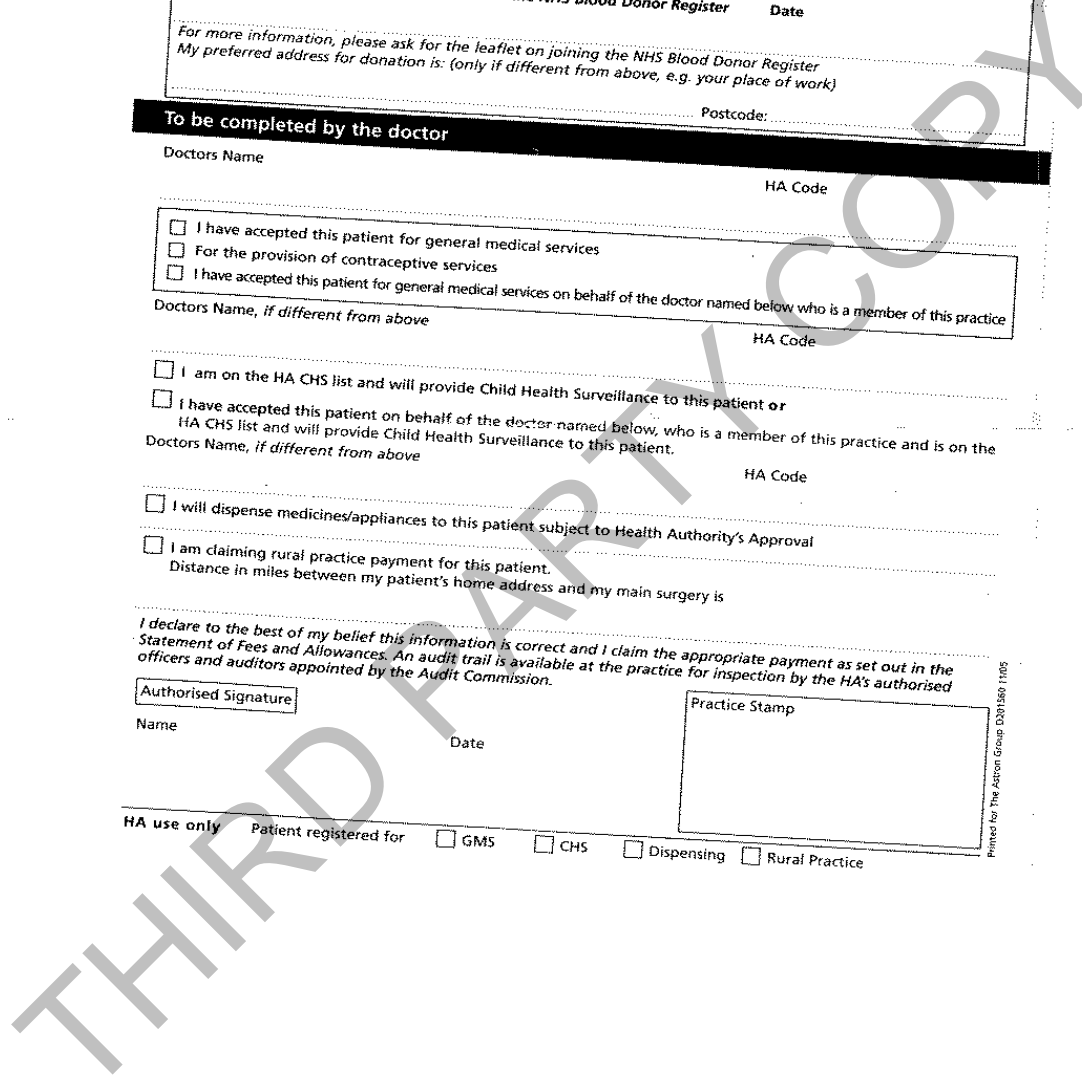 NHS Blood Donor Register Date
For more information, please ask for the leaflet on joining the NHS Blood Donor Register
My preferred address for donation is: (only if different from above, e.g. your place of work)
Postcode:
To be completed by the doctor
Doctors Name
HA Code
I have accepted this patient for general medical services
For the provision of contraceptive services
I have accepted this patient for general medical services on behalf of the doctor named below who is a member of this practice
Doctors Name, if different from above
HA Code
I am on the HA CHS list and will provide Child Health Surveillance to this patient or
I have accepted this patient on behalf of the doctor named below, who is a member of this practice and is on the
HA CHS list and will provide Child Health Surveillance to this patient.
Doctors Name, if different from above
HA Code
I will dispense medicines/appliances to this patient subject to Health Authority's Approval
I am claiming rural practice payment for this patient.
Distance in miles between my patient's home address and my main surgery is
I declare to the best of my belief this information is correct and I claim the appropriate payment as set out in the
Statement of Fees and Allowances. An audit trail is available at the practice for inspection by the HA's authorised
officers and auditors appointed by the Audit Commission.
Authorised Signature
Practice Stamp
Name
Date
HA use only Patient registered for GMS CHS Dispensing Rural Practice
Printed for The Astron Group D201560 11/05
THIRD PARTY COPY